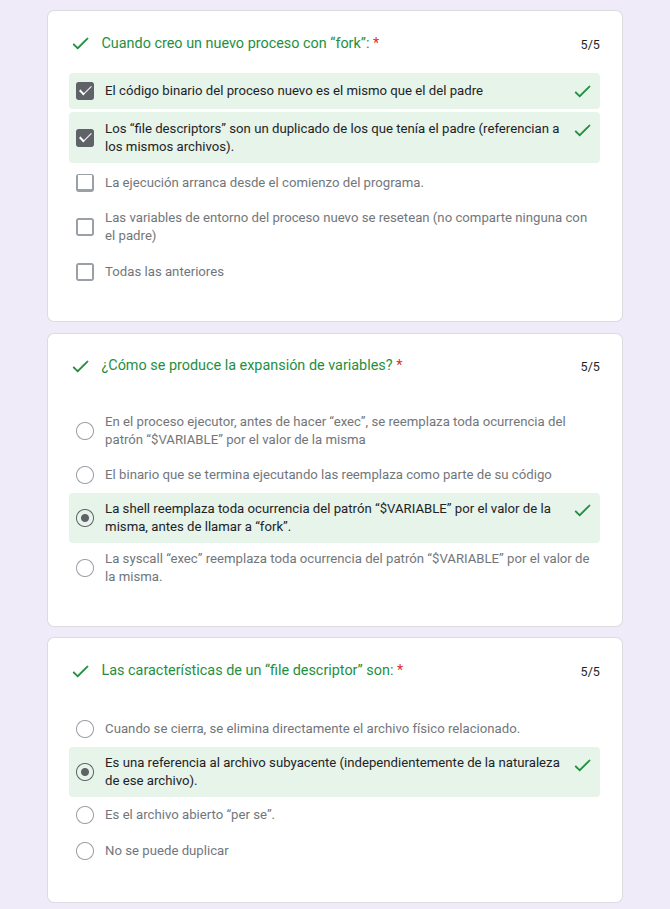 Cuando creo un nuevo proceso con “fork”: *
5/5
El código binario del proceso nuevo es el mismo que el del padre
Los “file descriptors” son un duplicado de los que tenía el padre (referencian a
los mismos archivos).
La ejecución arranca desde el comienzo del programa.
Las variables de entorno del proceso nuevo se resetean (no comparte ninguna con
el padre)
Todas las anteriores
¿Cómo se produce la expansión de variables? *
5/5
En el proceso ejecutor, antes de hacer “exec”, se reemplaza toda ocurrencia del
patrón “$VARIABLE” por el valor de la misma
El binario que se termina ejecutando las reemplaza como parte de su código
La shell reemplaza toda ocurrencia del patrón “$VARIABLE” por el valor de la
misma, antes de llamar a “fork”.
La syscall “exec” reemplaza toda ocurrencia del patrón “$VARIABLE” por el valor de
la misma.
Las características de un “file descriptor” son: *
5/5
Cuando se cierra, se elimina directamente el archivo físico relacionado.
Es una referencia al archivo subyacente (independientemente de la naturaleza
de ese archivo).
Es el archivo abierto “per se”.
No se puede duplicar